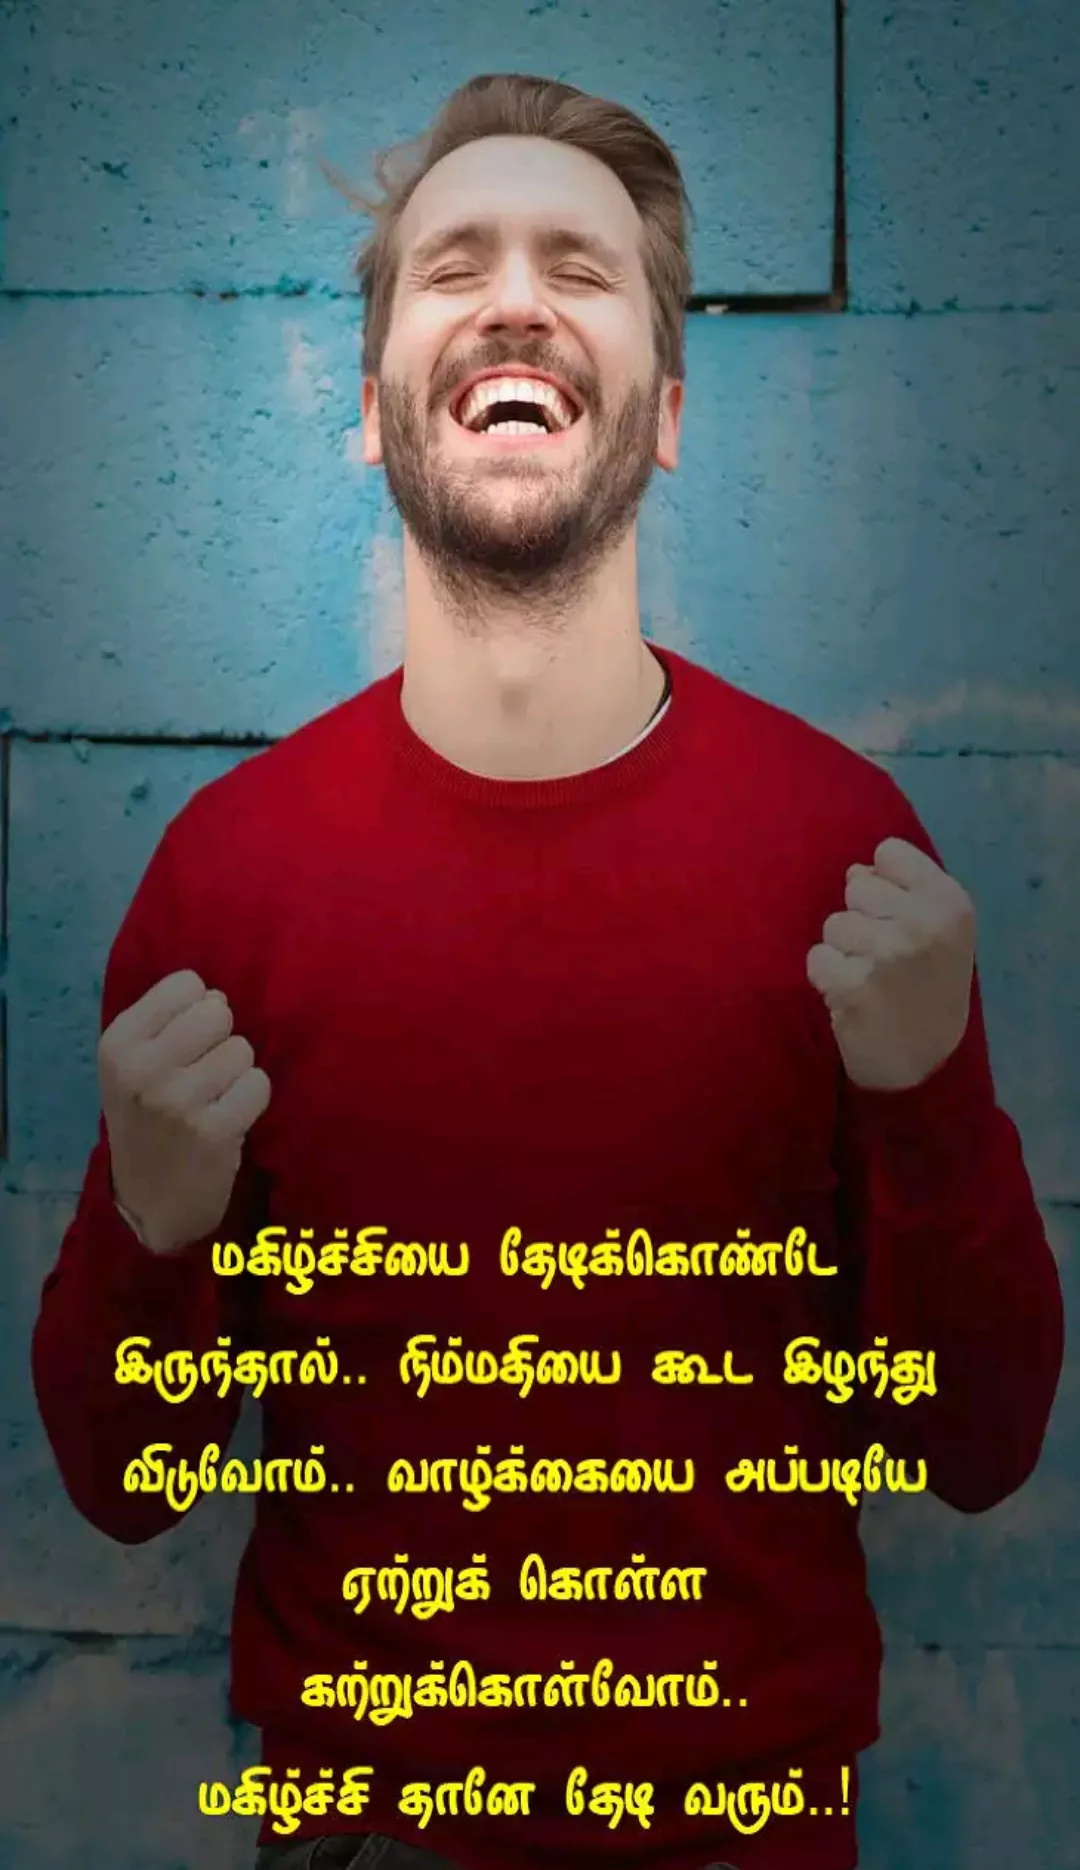 மகிழ்ச்சியை தேடிக்கொண்டே
இருந்தால்.. நிம்மதியை கூட இழந்து
விடுவோம்.. வாழ்க்கையை அப்படியே
ஏற்றுக் கொள்ள
கற்றுக்கொள்வோம்..
மகிழ்ச்சி தானே தேடி வரும்..!